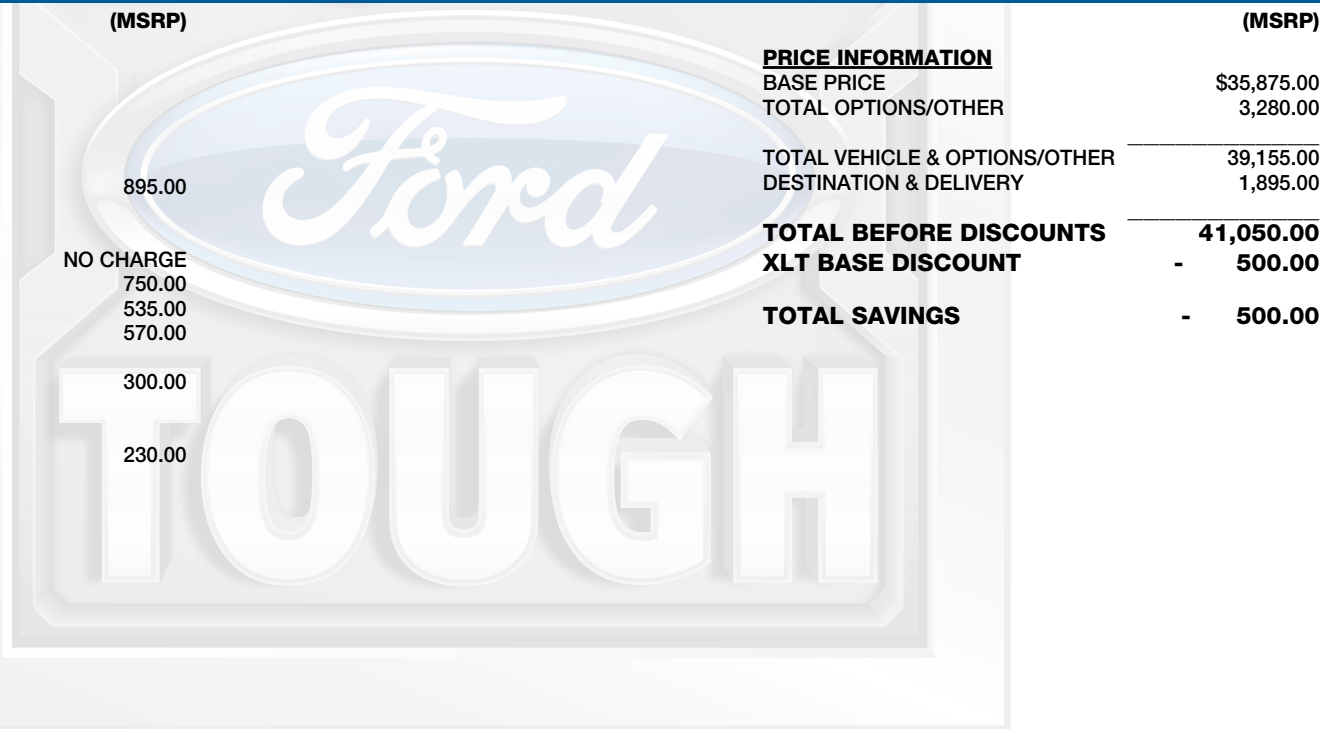 (MSRP)
895.00
NO CHARGE
750.00
535.00
570.00
300.00
230.00
(MSRP)
PRICE INFORMATION
BASE PRICE $35,875.00
TOTAL OPTIONS/OTHER 3,280.00
TOTAL VEHICLE & OPTIONS/OTHER 39,155.00
DESTINATION & DELIVERY 1,895.00
TOTAL BEFORE DISCOUNTS 41,050.00
XLT BASE DISCOUNT - 500.00
TOTAL SAVINGS - 500.00
Ford
TOUGH